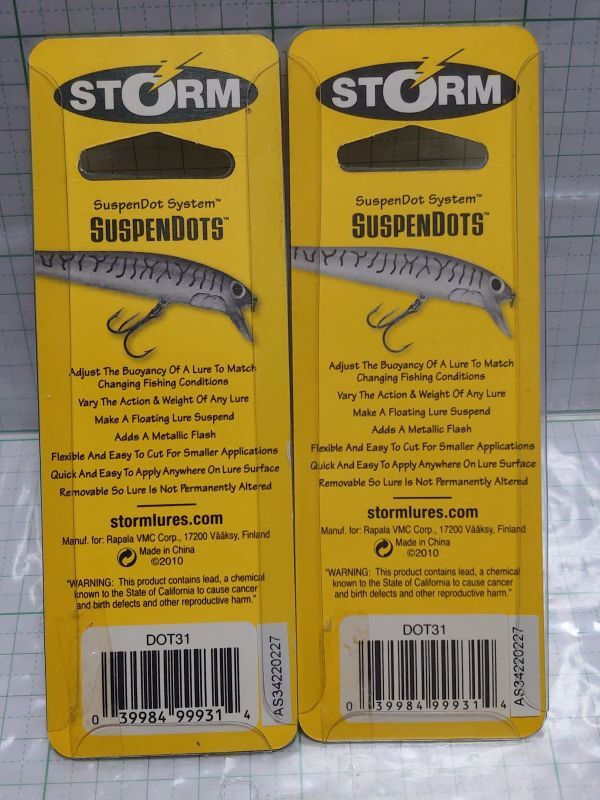 STORM
SuspenDot System™
SUSPENDOTS™
Adjust The Buoyancy Of A Lure To Match
Changing Fishing Conditions
Vary The Action & Weight Of Any Lure
Make A Floating Lure Suspend
Adds A Metallic Flash
Flexible And Easy To Cut For Smaller Applications
Quick And Easy To Apply Anywhere On Lure Surface
Removable So Lure Is Not Permanently Altered
stormlures.com
Manuf. for: Rapala VMC Corp., 17200 Vääksy, Finland
Made in China
©2010
"WARNING: This product contains lead, a chemical
known to the State of California to cause cancer
and birth defects and other reproductive harm."
DOT31
0 39984 99931 4
AS34220227
STORM
SuspenDot System™
SUSPENDOTS™
Adjust The Buoyancy Of A Lure To Match
Changing Fishing Conditions
Vary The Action & Weight Of Any Lure
Make A Floating Lure Suspend
Adds A Metallic Flash
Flexible And Easy To Cut For Smaller Applications
Quick And Easy To Apply Anywhere On Lure Surface
Removable So Lure Is Not Permanently Altered
stormlures.com
Manuf. for: Rapala VMC Corp., 17200 Vääksy, Finland
Made in China
©2010
"WARNING: This product contains lead, a chemical
known to the State of California to cause cancer
and birth defects and other reproductive harm."
DOT31
0 39984 99931 4
AS34220227